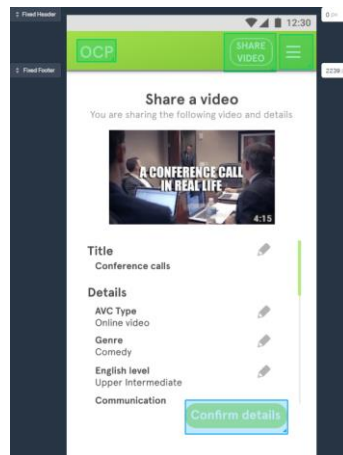 Fixed Header
12:30
OCP
SHARE
VIDEO
Fixed Footer
Share a video
You are sharing the following video and details
A CONFERENCE CALL
IN REAL LIFE
4:15
Title
Conference calls
Details
AVC Type
Online video
Genre
Comedy
English level
Upper Intermediate
Communication
Confirm details